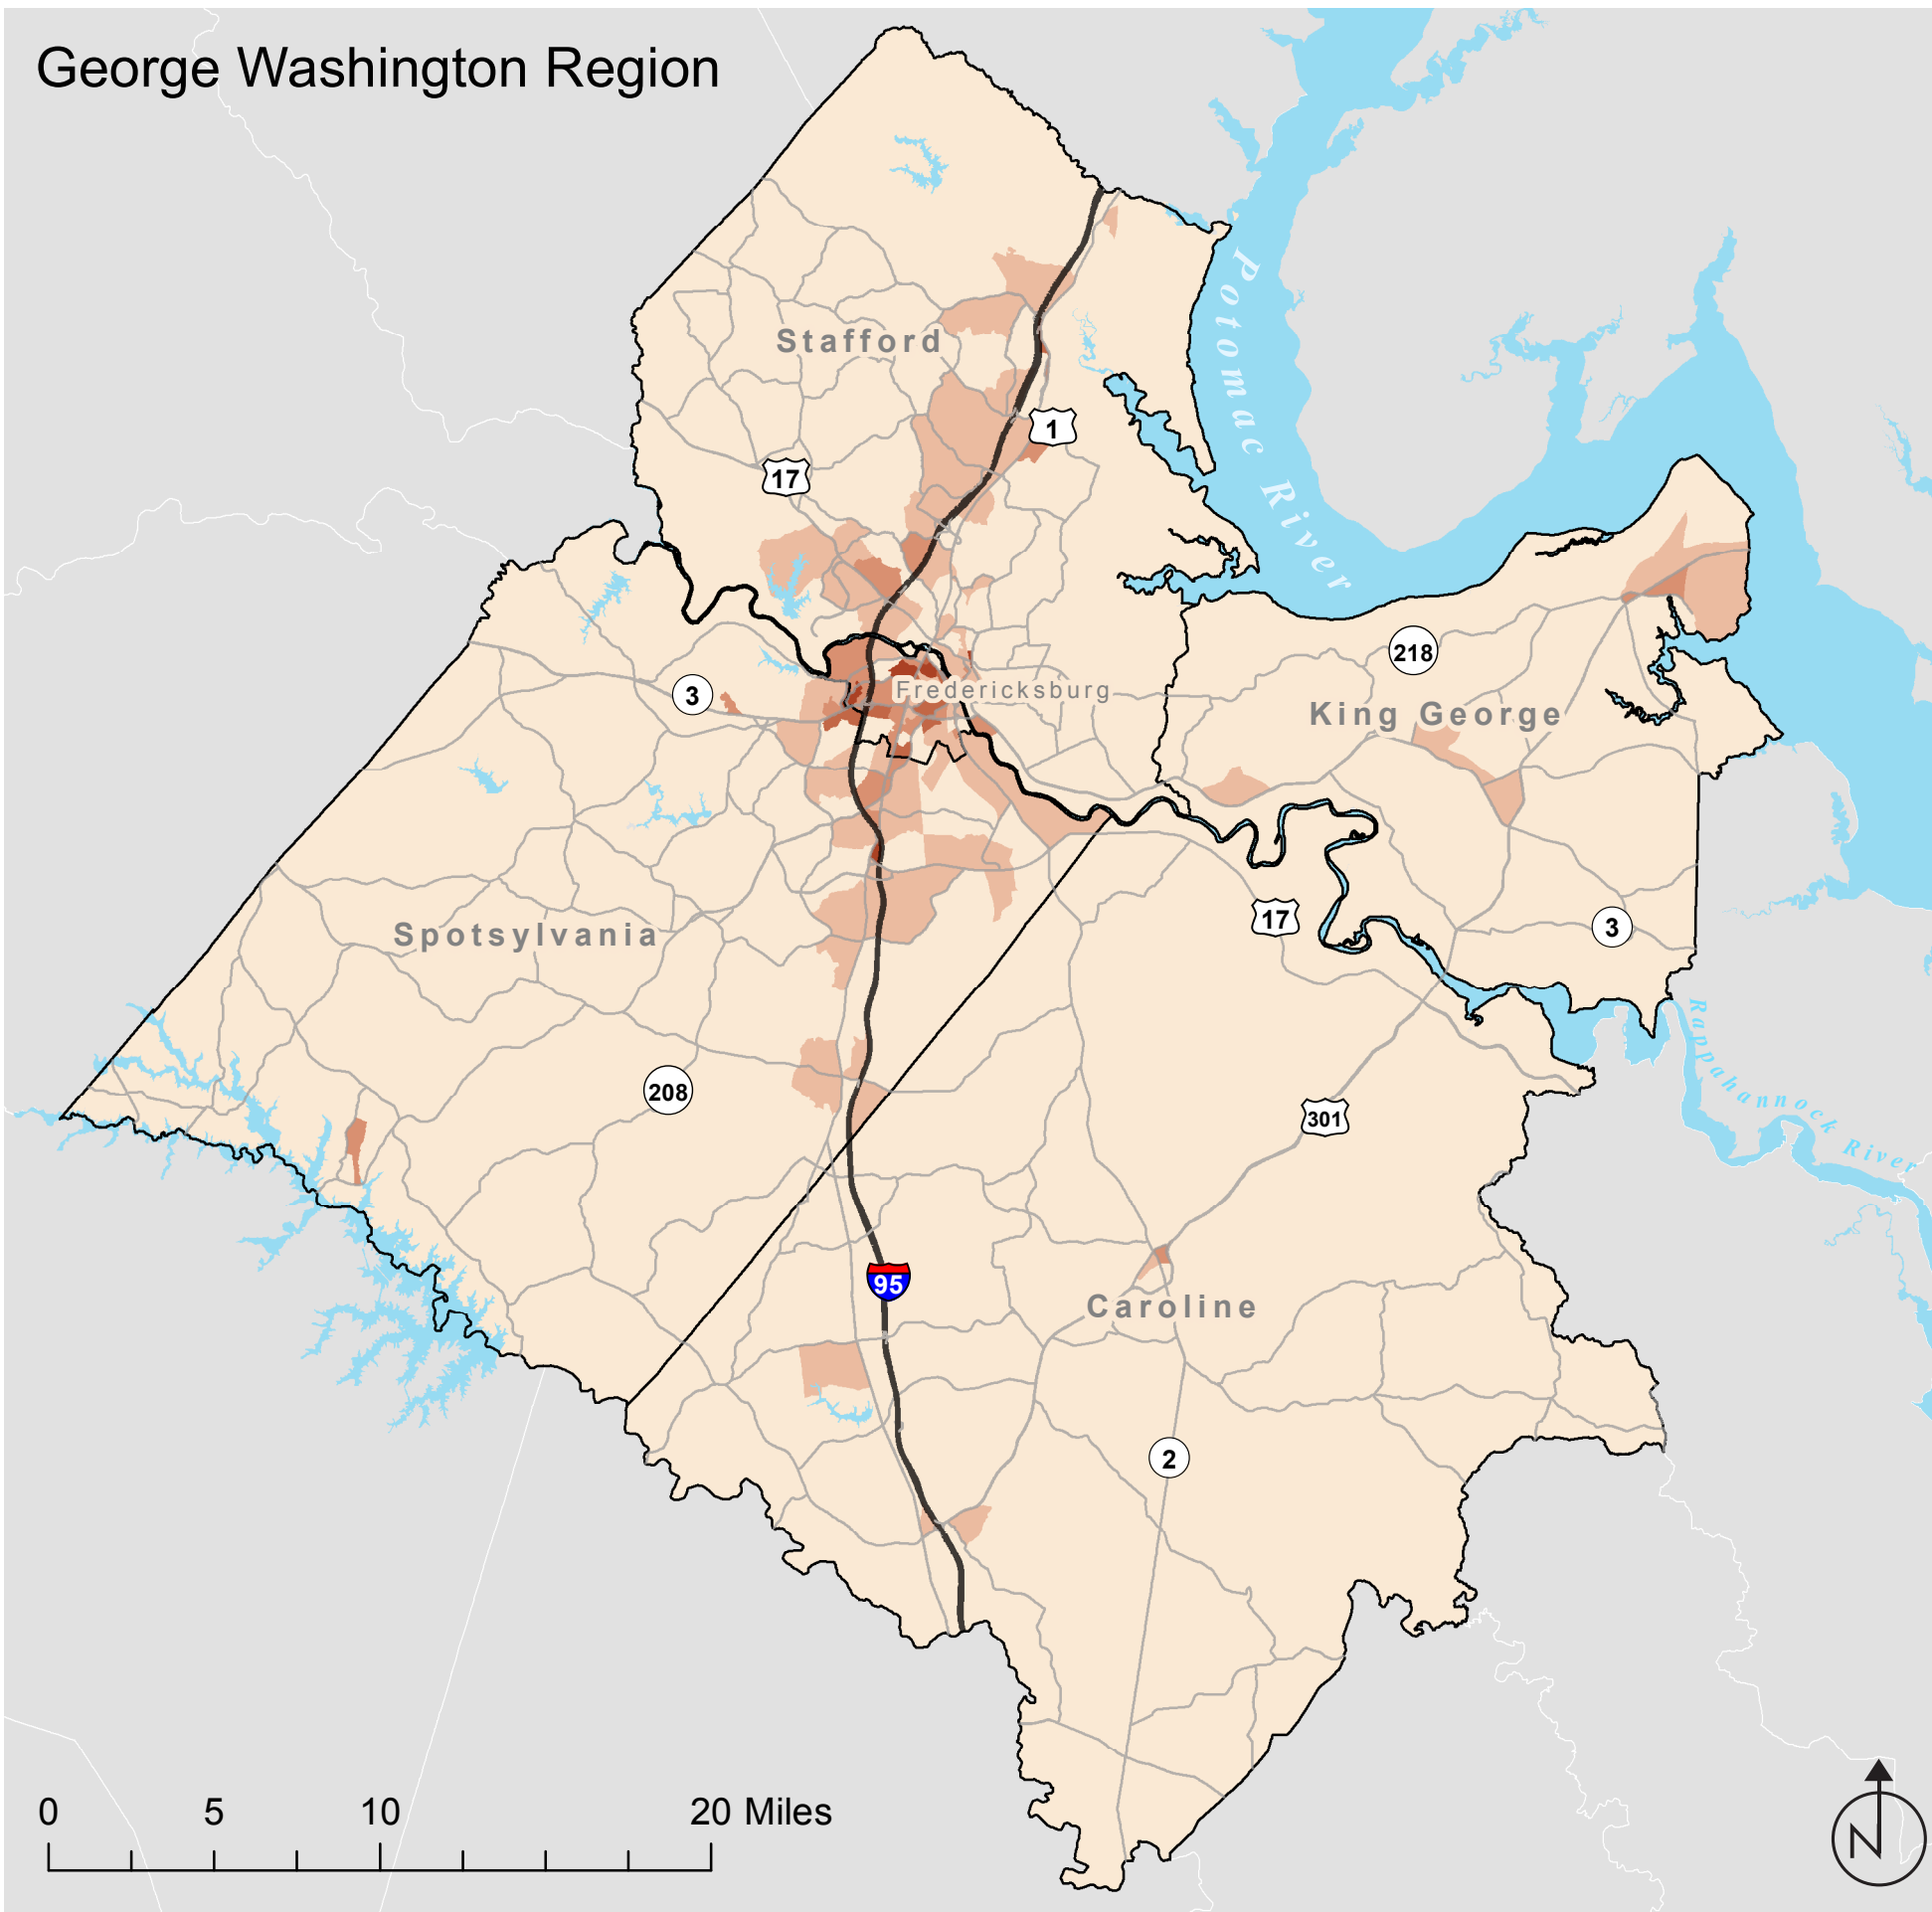 George Washington Region
Potomac River
Stafford
1
17
218
3
Fredericksburg
King George
17
3
Spotsylvania
Rappahannock River
208
301
95
Caroline
2
0 5 10 20 Miles
N